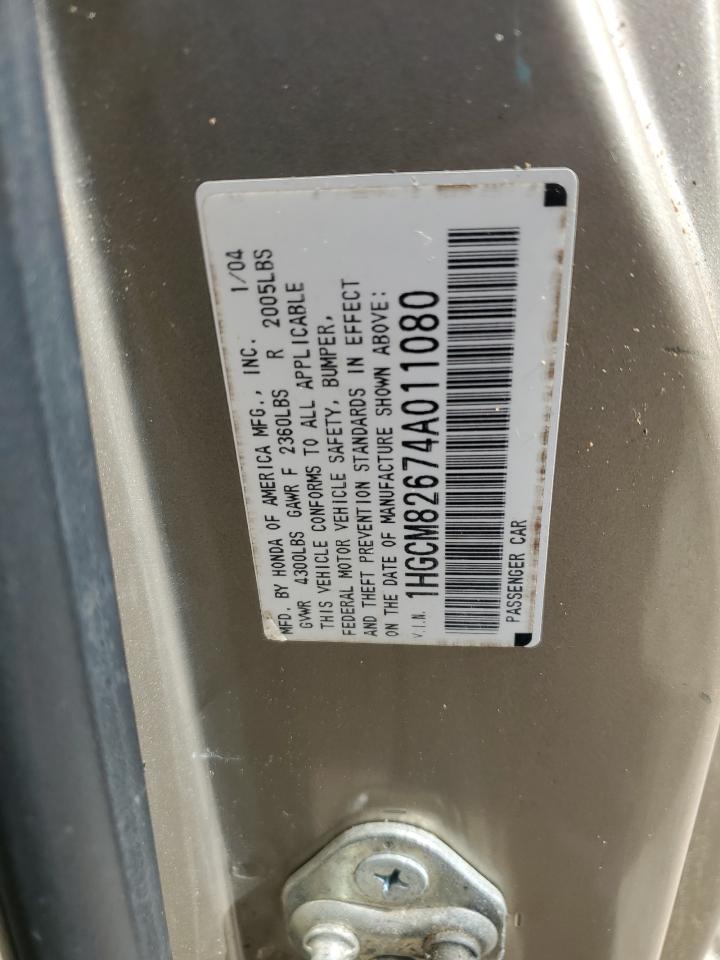 MFD. BY HONDA OF AMERICA MFG., INC. 1/04
GVWR 4300LBS GAWR F 2360LBS R 2005LBS
THIS VEHICLE CONFORMS TO ALL APPLICABLE
FEDERAL MOTOR VEHICLE SAFETY, BUMPER,
AND THEFT PREVENTION STANDARDS IN EFFECT
ON THE DATE OF MANUFACTURE SHOWN ABOVE:
V.I.N. 1HGCM82674A011080
PASSENGER CAR